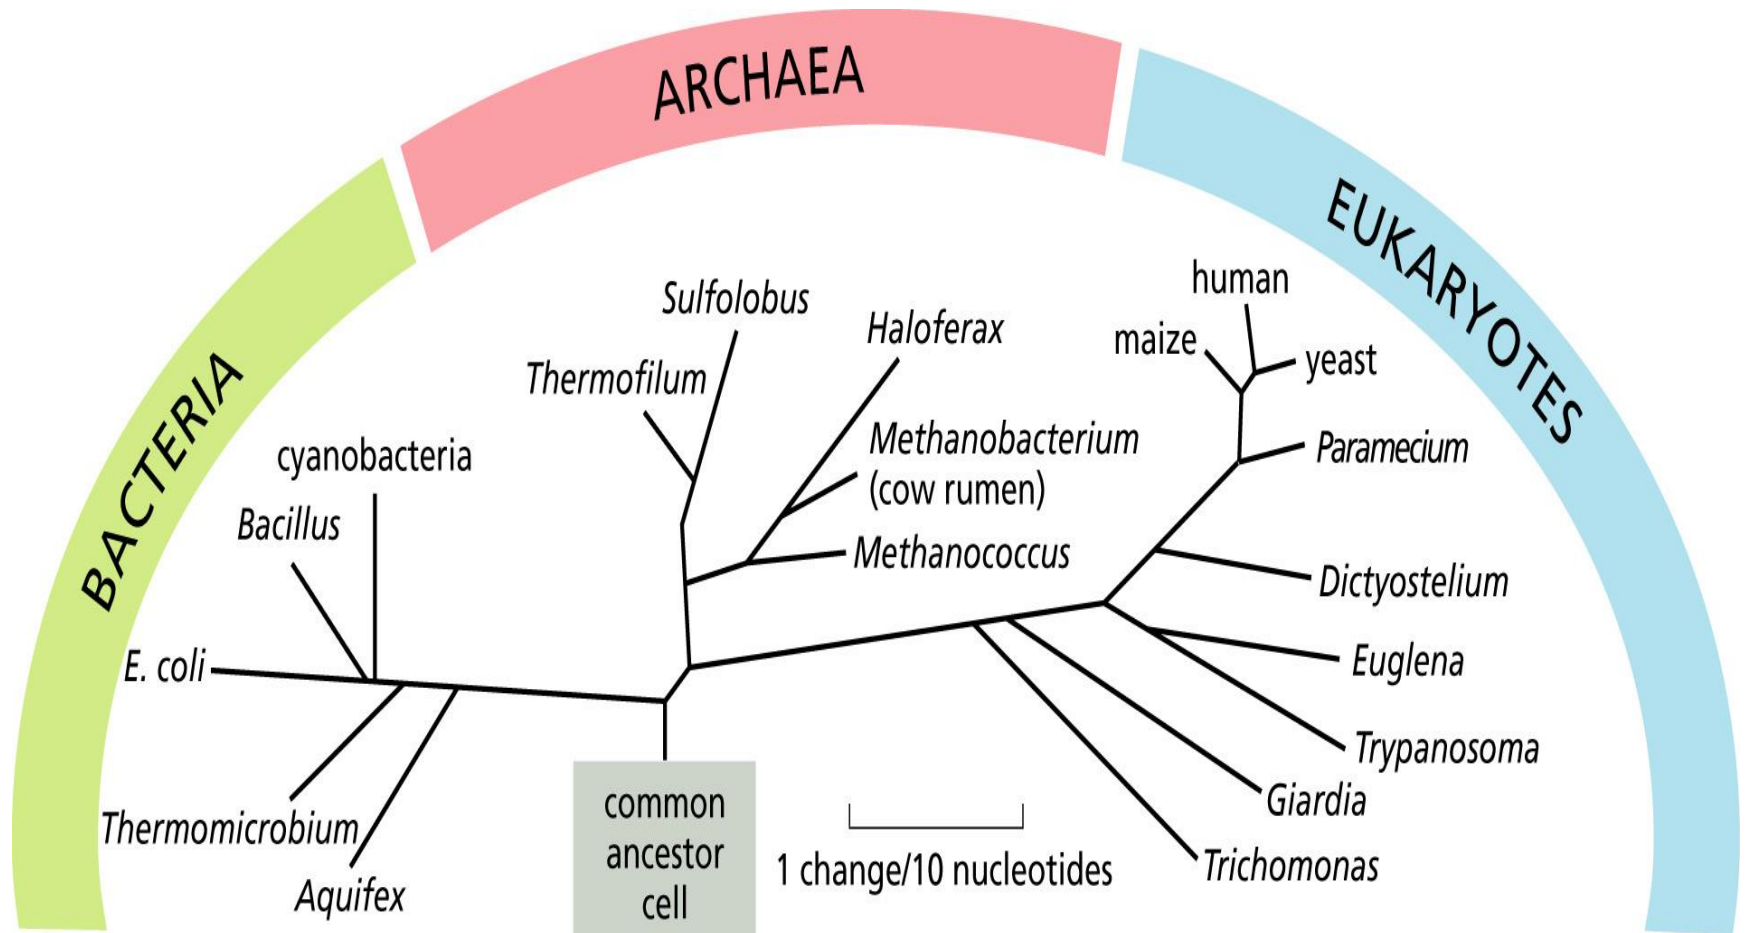 ARCHAEA
BACTERIA
EUKARYOTES
human
Sulfolobus
Haloferax
maize
yeast
Thermofilum
Methanobacterium
(cow rumen)
Paramecium
cyanobacteria
Bacillus
Methanococcus
Dictyostelium
E. coli
Euglena
Trypanosoma
Giardia
Thermomicrobium
Trichomonas
Aquifex
common
ancestor
cell
1 change/10 nucleotides